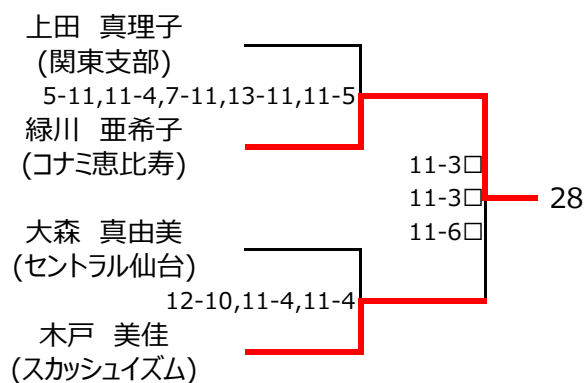 上田 真理子
(関東支部)
5-11,11-4,7-11,13-11,11-5
緑川 亜希子
(コナミ恵比寿)
11-3□
11-3□
11-6□
28
大森 真由美
(セントラル仙台)
12-10,11-4,11-4
木戸 美佳
(スカッシュイズム)